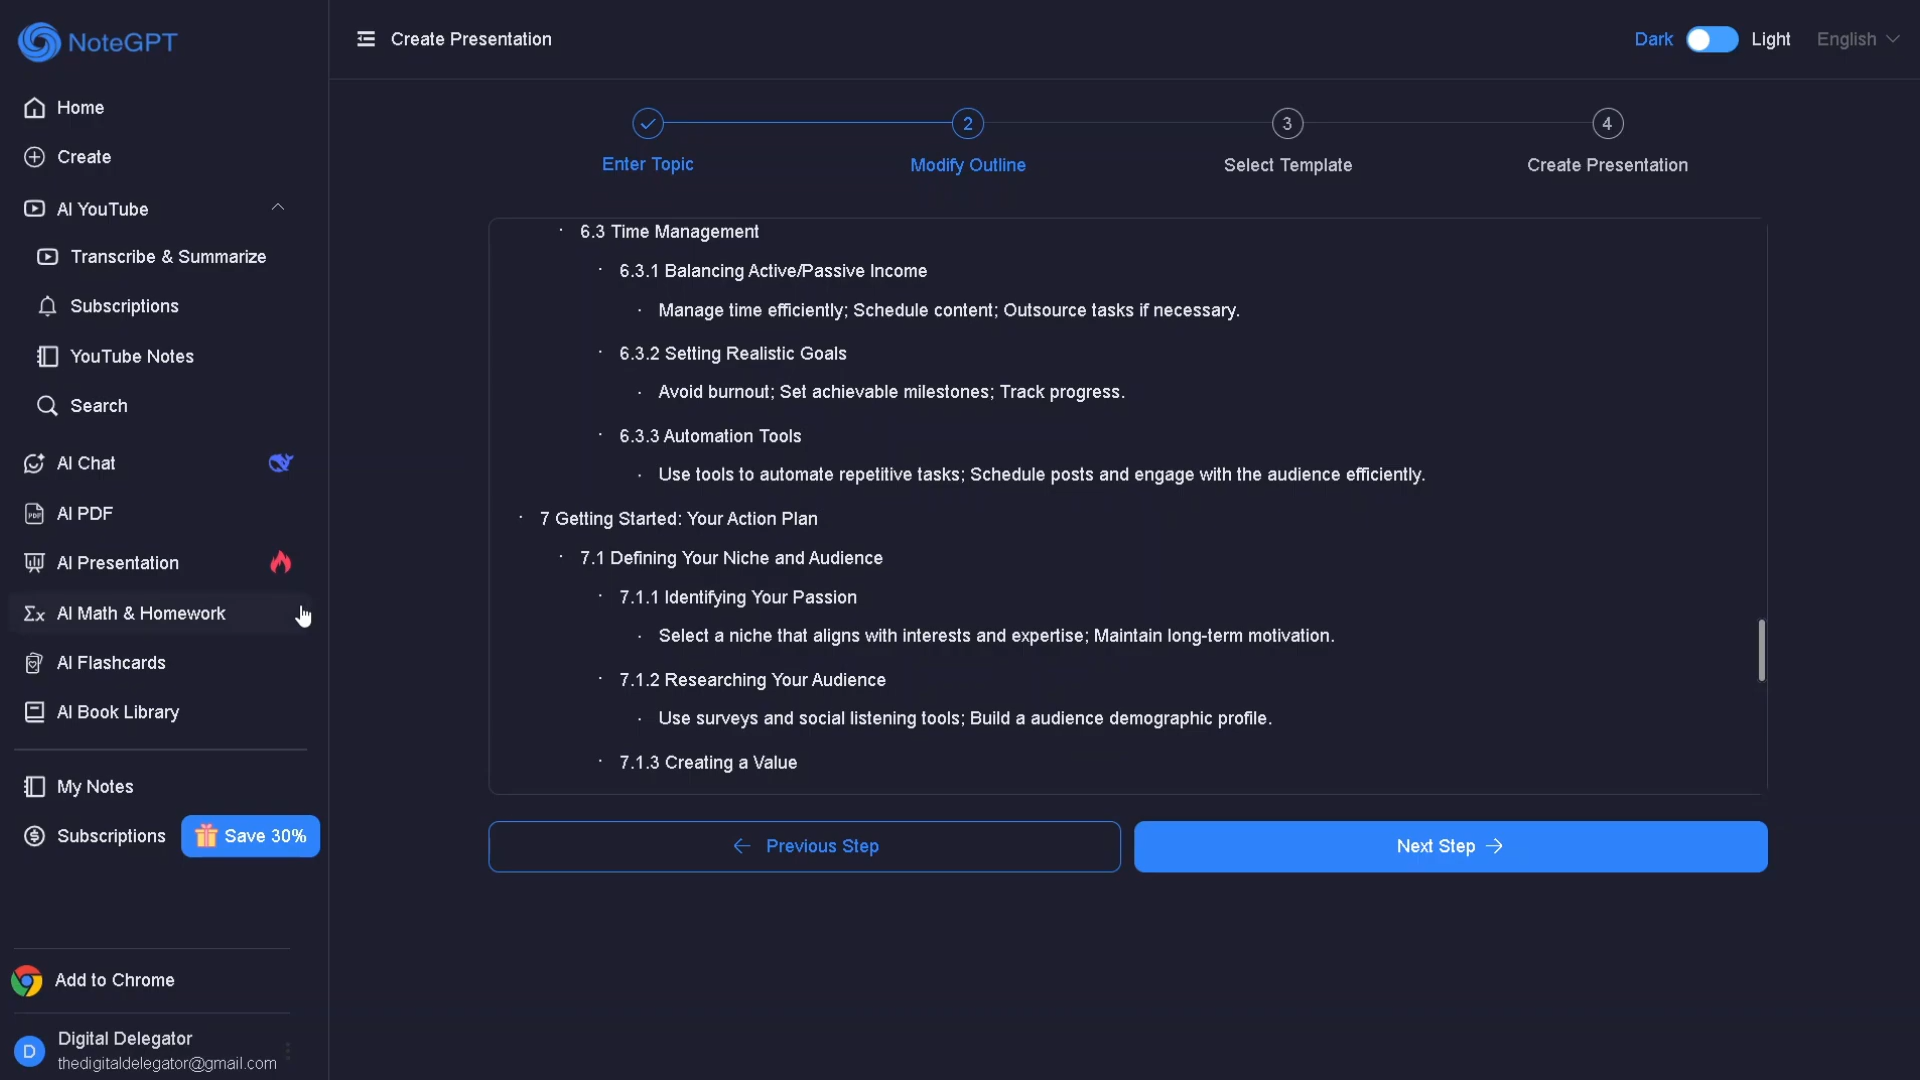 NoteGPT
Home
Create
AI YouTube
Transcribe & Summarize
Subscriptions
YouTube Notes
Search
AI Chat
PDF
AI PDF
AI Presentation
Σx AI Math & Homework
AI Flashcards
AI Book Library
My Notes
Subscriptions
Save 30%
Add to Chrome
D
Digital Delegator
thedigitaldelegator@gmail.com
Create Presentation
Dark
Light
English
2
3
4
Enter Topic
Modify Outline
Select Template
Create Presentation
· 6.3 Time Management
· 6.3.1 Balancing Active/Passive Income
· Manage time efficiently; Schedule content; Outsource tasks if necessary.
· 6.3.2 Setting Realistic Goals
· Avoid burnout; Set achievable milestones; Track progress.
· 6.3.3 Automation Tools
· Use tools to automate repetitive tasks; Schedule posts and engage with the audience efficiently.
· 7 Getting Started: Your Action Plan
· 7.1 Defining Your Niche and Audience
· 7.1.1 Identifying Your Passion
· Select a niche that aligns with interests and expertise; Maintain long-term motivation.
· 7.1.2 Researching Your Audience
· Use surveys and social listening tools; Build a audience demographic profile.
· 7.1.3 Creating a Value
← Previous Step
Next Step →